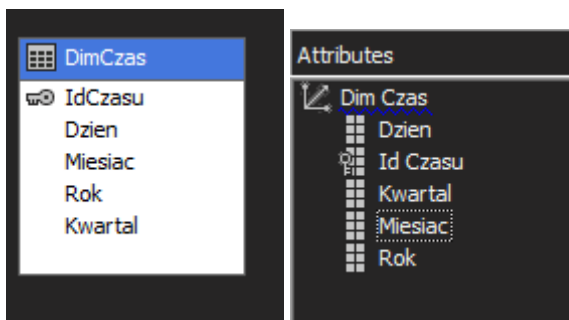 DimCzas
IdCzasu
Dzien
Miesiac
Rok
Kwartal
Attributes
Dim Czas
Dzien
Id Czasu
Kwartal
Miesiac
Rok